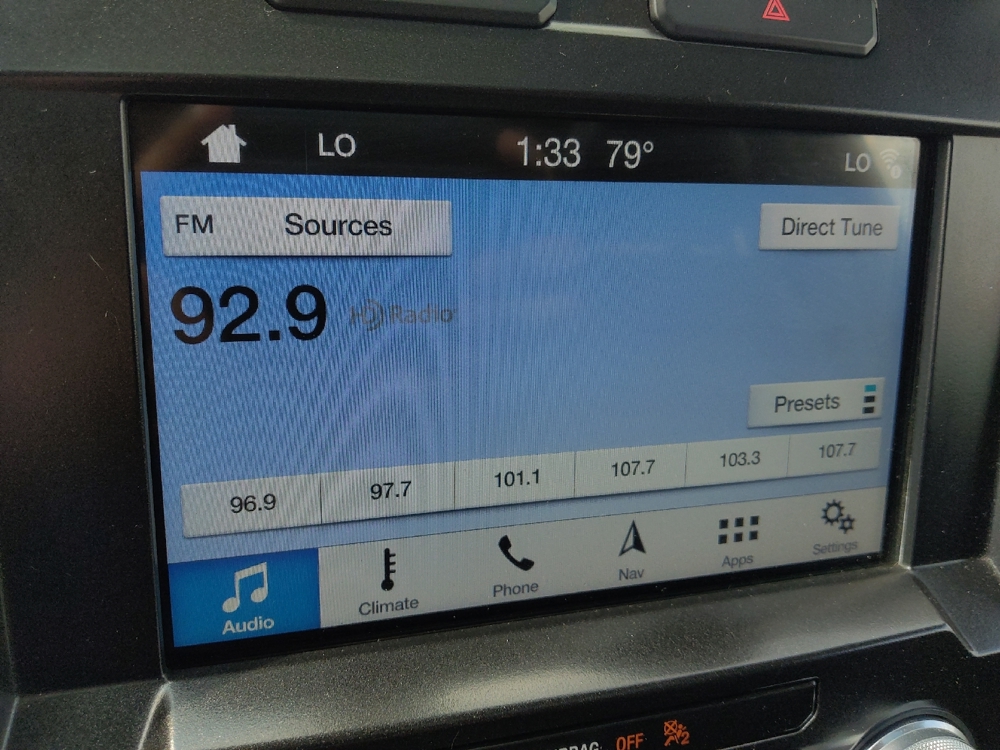 LO 1:33 79° LO
FM Sources Direct Tune
92.9 HD Radio
Presets
96.9 97.7 101.1 107.7 103.3 107.7
Audio Climate Phone Nav Apps Settings
OFF 2